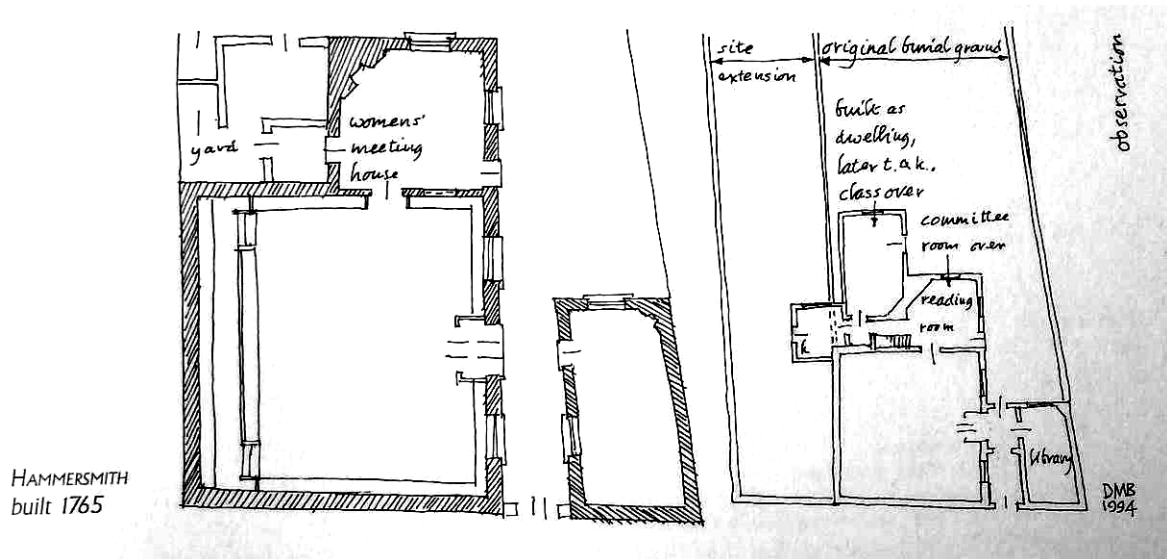 yard
womens'
meeting
house
HAMMERSMITH
built 1765
site
extension
original burial ground
built as
dwelling,
later t.&k.,
class over
committee
room over
reading
room
k
library
observation
DMB
1994